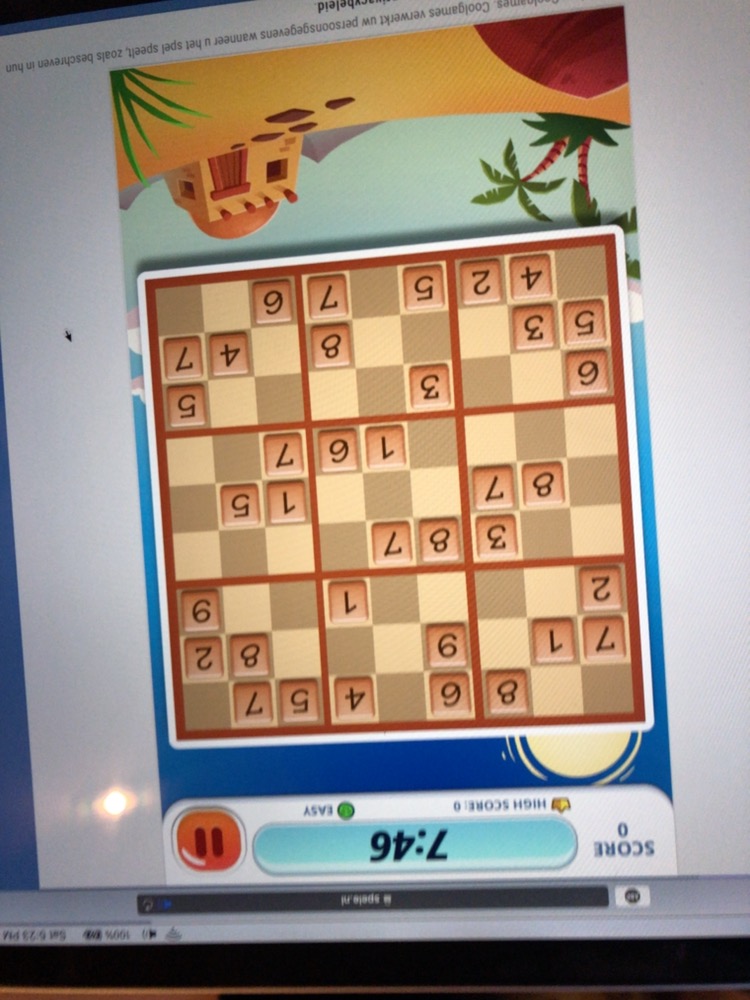 100% Sat 6:23 PM
spele.nl
SCORE
0
7:46
HIGH SCORE: 0 EASY
8 6 4 5 7
7 1 9 8 2
2 1 9
3 8 7
8 7 1 5
1 6 7
6 3 5
5 3 8 4 7
4 2 5 7 6
Coolgames. Coolgames verwerkt uw persoonsgegevens wanneer u het spel speelt, zoals beschreven in hun